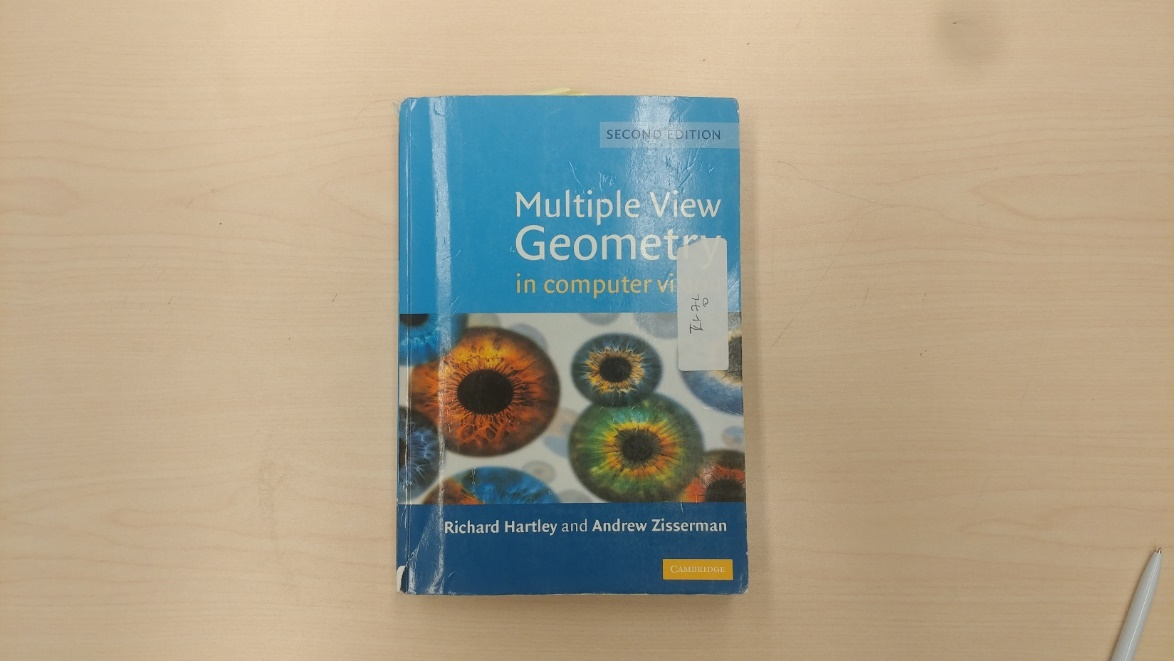 SECOND EDITION
Multiple View
Geometry
in computer vi
Richard Hartley and Andrew Zisserman
CAMBRIDGE